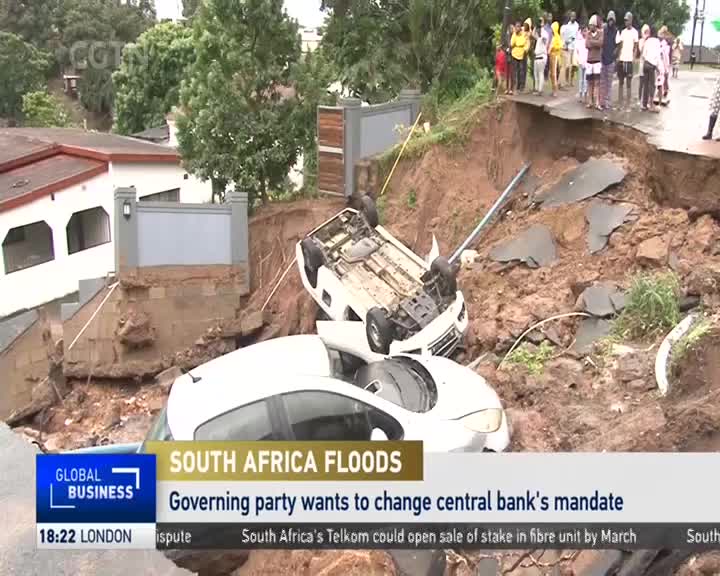 CGTN
SOUTH AFRICA FLOODS
GLOBAL BUSINESS
Governing party wants to change central bank's mandate
18:22 LONDON
ispute South Africa's Telkom could open sale of stake in fibre unit by March South